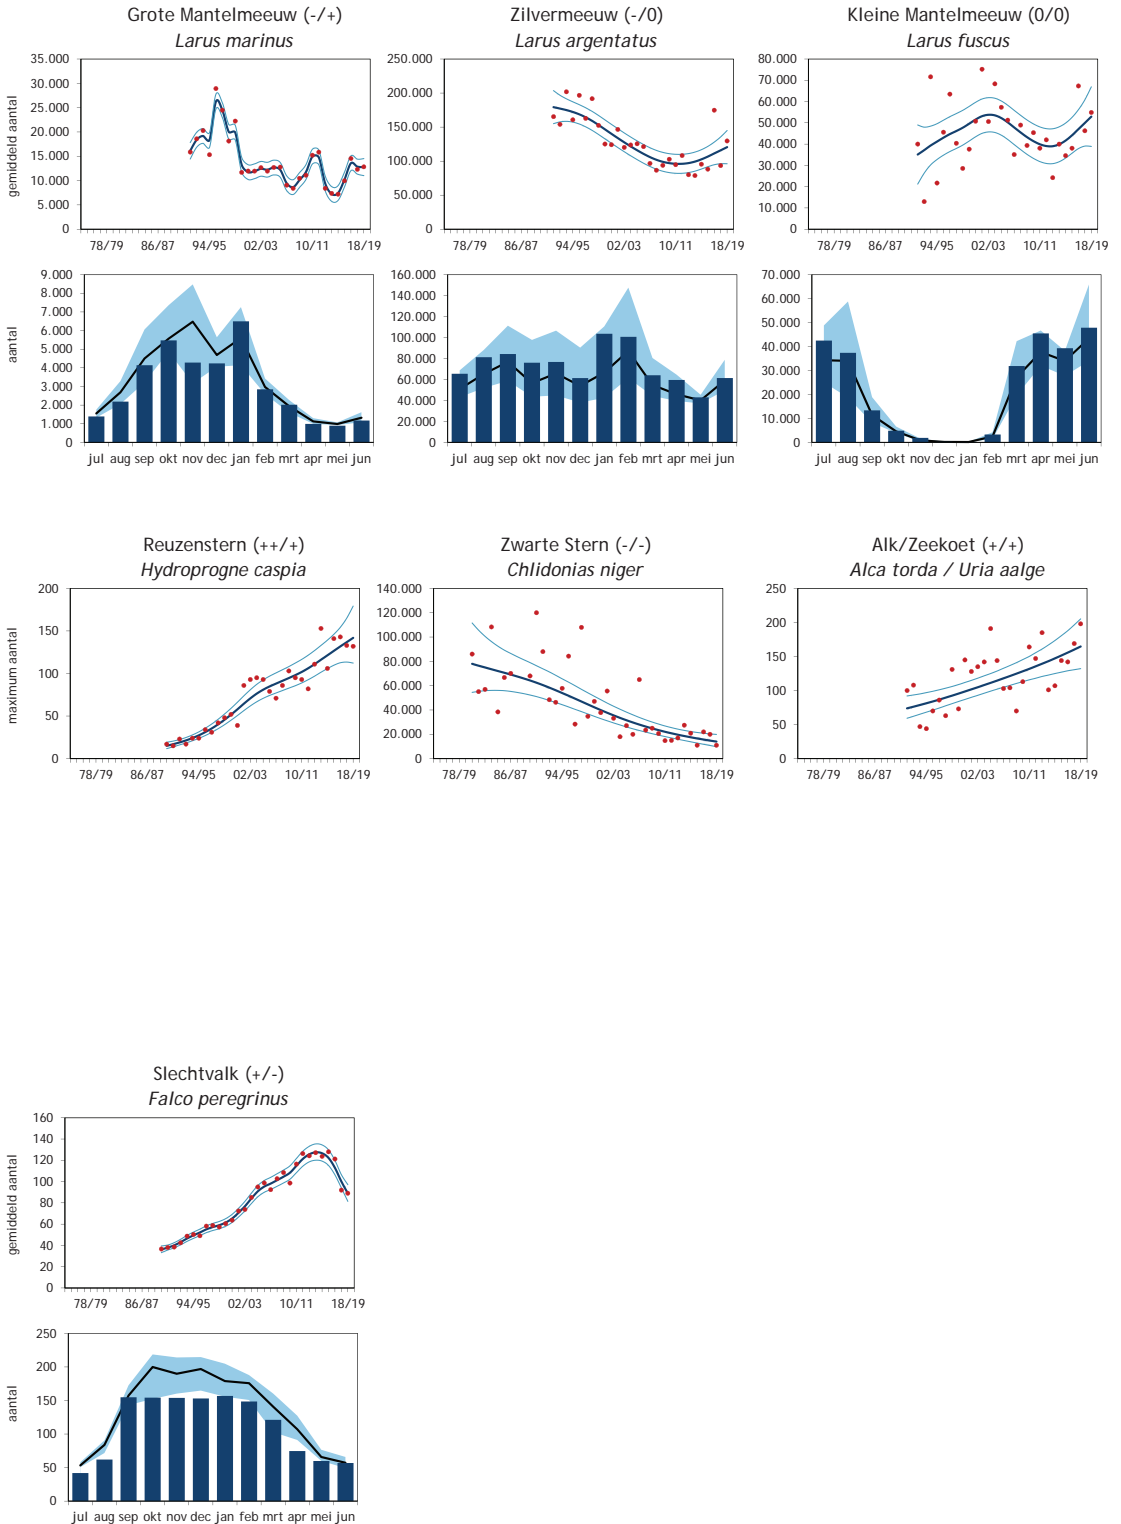 Grote Mantelmeeuw (-/+)
Larus marinus
gemiddeld aantal
35.000
30.000
25.000
20.000
15.000
10.000
5.000
0
78/79 86/87 94/95 02/03 10/11 18/19
Zilvermeeuw (-/0)
Larus argentatus
250.000
200.000
150.000
100.000
50.000
0
78/79 86/87 94/95 02/03 10/11 18/19
Kleine Mantelmeeuw (0/0)
Larus fuscus
80.000
70.000
60.000
50.000
40.000
30.000
20.000
10.000
0
78/79 86/87 94/95 02/03 10/11 18/19
aantal
9.000
8.000
7.000
6.000
5.000
4.000
3.000
2.000
1.000
0
jul aug sep okt nov dec jan feb mrt apr mei jun
160.000
140.000
120.000
100.000
80.000
60.000
40.000
20.000
0
jul aug sep okt nov dec jan feb mrt apr mei jun
70.000
60.000
50.000
40.000
30.000
20.000
10.000
0
jul aug sep okt nov dec jan feb mrt apr mei jun
Reuzenstern (++/+)
Hydroprogne caspia
maximum aantal
200
150
100
50
0
78/79 86/87 94/95 02/03 10/11 18/19
Zwarte Stern (-/-)
Chlidonias niger
140.000
120.000
100.000
80.000
60.000
40.000
20.000
0
78/79 86/87 94/95 02/03 10/11 18/19
Alk/Zeekoet (+/+)
Alca torda / Uria aalge
250
200
150
100
50
0
78/79 86/87 94/95 02/03 10/11 18/19
Slechtvalk (+/-)
Falco peregrinus
gemiddeld aantal
160
140
120
100
80
60
40
20
0
78/79 86/87 94/95 02/03 10/11 18/19
aantal
250
200
150
100
50
0
jul aug sep okt nov dec jan feb mrt apr mei jun